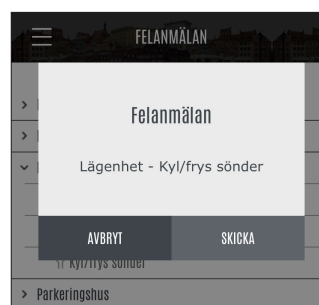 FELANMÄLAN
Felanmälan
Lägenhet - Kyl/frys sönder
AVBRYT SKICKA
Kyl/frys sönder
Parkeringshus